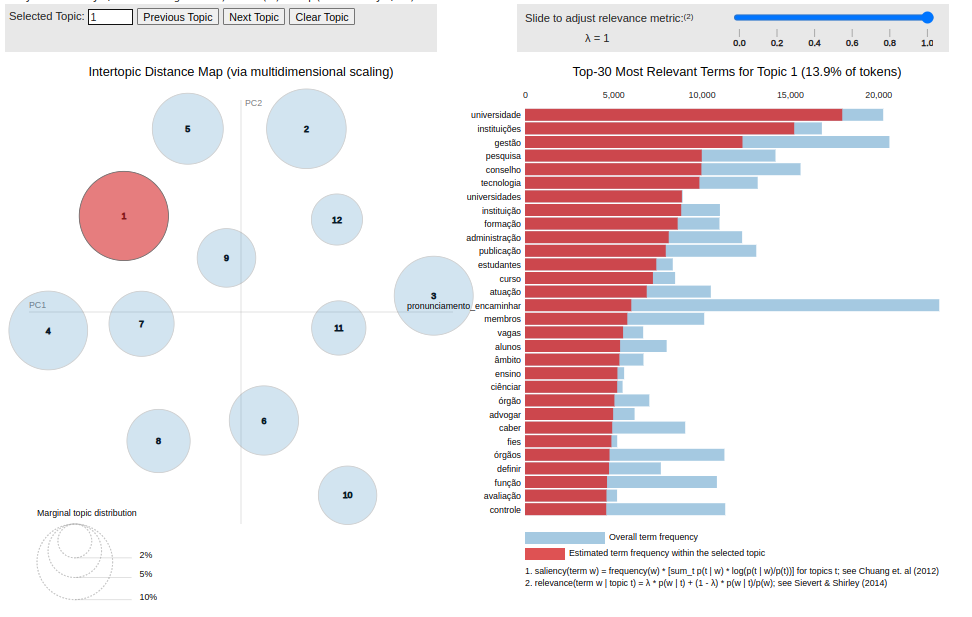 Selected Topic: 1 Previous Topic Next Topic Clear Topic
Slide to adjust relevance metric:(2)
λ = 1
0.0 0.2 0.4 0.6 0.8 1.0
Intertopic Distance Map (via multidimensional scaling)
PC2
PC1
5
2
1
12
9
3
4
7
11
6
8
10
Marginal topic distribution
2%
5%
10%
Top-30 Most Relevant Terms for Topic 1 (13.9% of tokens)
0 5,000 10,000 15,000 20,000
universidade
instituições
gestão
pesquisa
conselho
tecnologia
universidades
instituição
formação
administração
publicação
estudantes
curso
atuação
pronunciamento_encaminhar
membros
vagas
alunos
âmbito
ensino
ciênciar
órgão
advogar
caber
fies
órgãos
definir
função
avaliação
controle
Overall term frequency
Estimated term frequency within the selected topic
1. saliency(term w) = frequency(w) * [sum_t p(t | w) * log(p(t | w)/p(t))] for topics t; see Chuang et. al (2012)
2. relevance(term w | topic t) = λ * p(w | t) + (1 - λ) * p(w | t)/p(w); see Sievert & Shirley (2014)